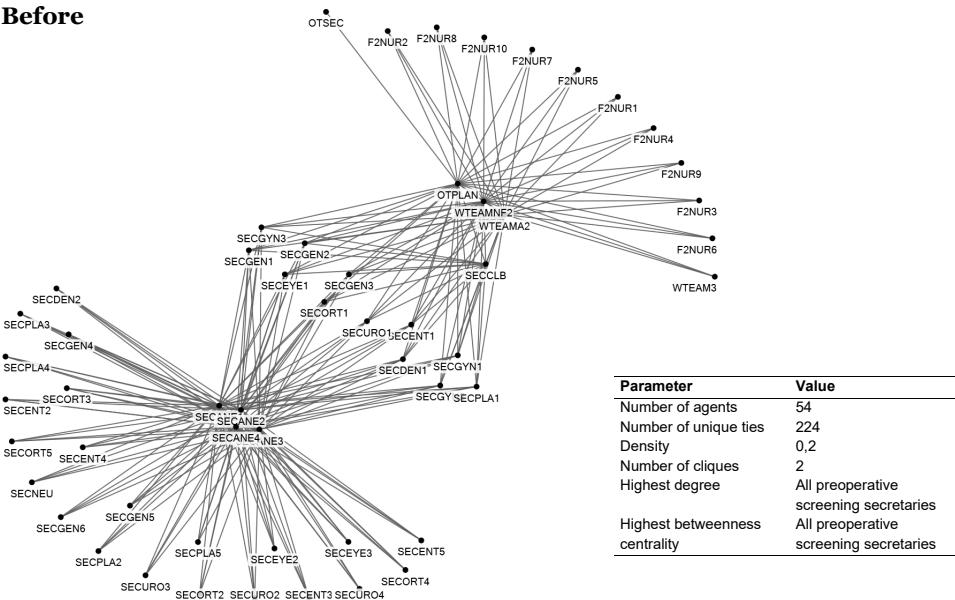 Before
OTSEC
F2NUR2
F2NUR8
F2NUR10
F2NUR7
F2NUR5
F2NUR1
F2NUR4
F2NUR9
F2NUR3
F2NUR6
WTEAM3
OTPLAN
WTEAMNF2
WTEAMA2
SECGYN3
SECGEN2
SECGEN1
SECCLB
SECEYE1
SECGEN3
SECORT1
SECURO1
SECENT1
SECDEN1
SECGYN1
SECGY
SECPLA1
SECDEN2
SECPLA3
SECGEN4
SECPLA4
SECORT3
SECENT2
SECANE2
SECANE4
SECORT5
SECENT4
SECNEU
SECGEN6
SECGEN5
SECPLA2
SECPLA5
SECEYE2
SECEYE3
SECENT5
SECURO3
SECORT4
SECORT2
SECURO2
SECENT3
SECURO4
Parameter Value
Number of agents 54
Number of unique ties 224
Density 0,2
Number of cliques 2
Highest degree All preoperative
screening secretaries
Highest betweenness All preoperative
centrality screening secretaries